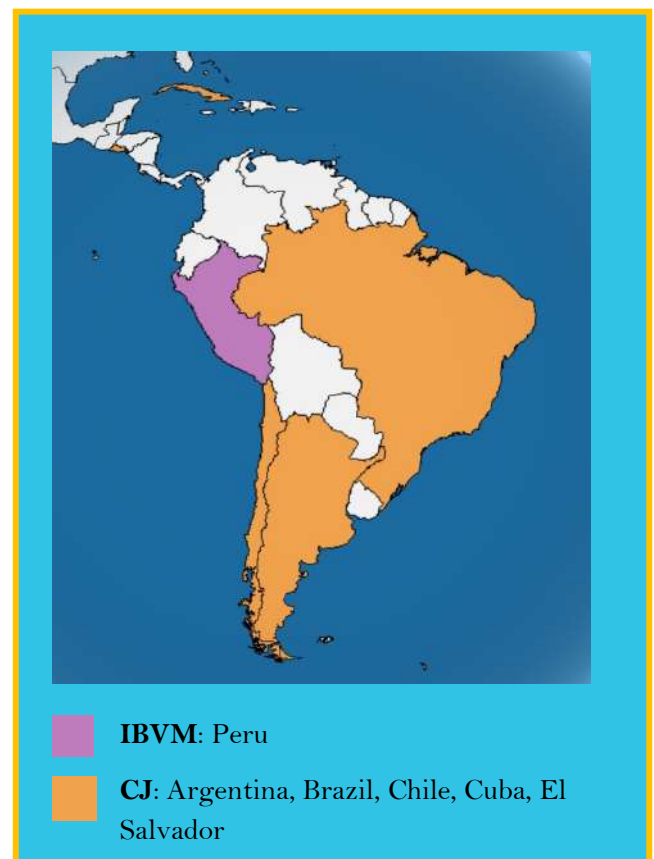 IBVM: Peru
CJ: Argentina, Brazil, Chile, Cuba, El
Salvador